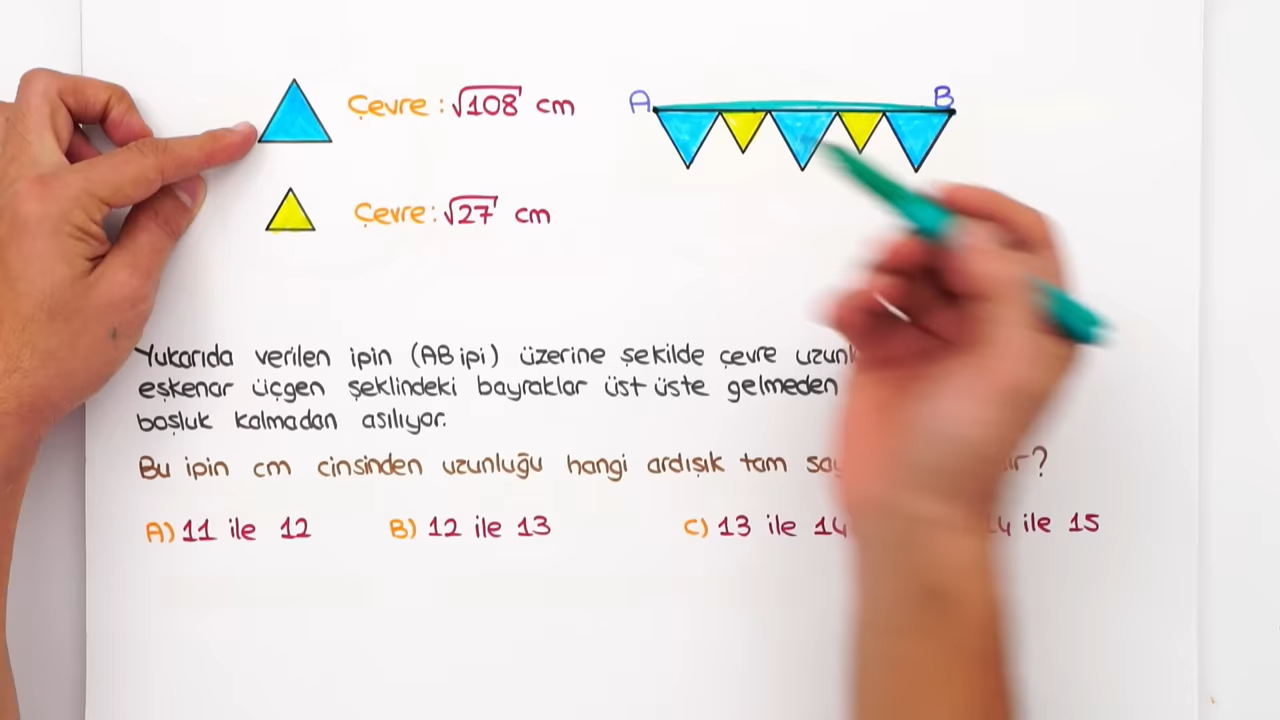 Çevre : √108 cm
A B
Çevre : √27 cm
Yukarıda verilen ipin (AB ipi) üzerine şekilde çevre
eşkenar üçgen şeklindeki bayraklar üst üste gelmeden
boşluk kalmadan asılıyor.
Bu ipin cm cinsinden uzunluğu hangi ardışık tam
A) 11 ile 12 B) 12 ile 13 C) 13 ile 14 ile 15